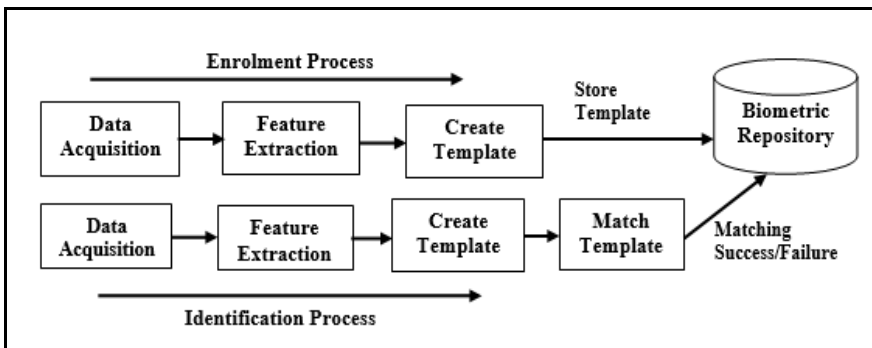 Enrolment Process
Data
Acquisition
Feature
Extraction
Create
Template
Store
Template
Biometric
Repository
Data
Acquisition
Feature
Extraction
Create
Template
Match
Template
Matching
Success/Failure
Identification Process